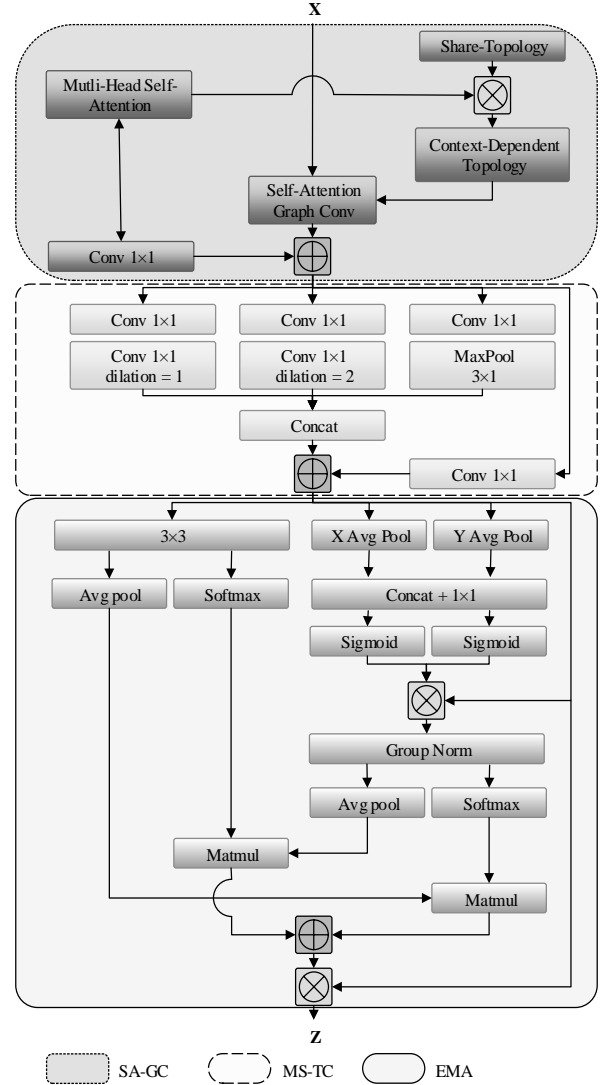 X
Share-Topology
Mutli-Head Self-
Attention
Context-Dependent
Topology
Self-Attention
Graph Conv
Conv 1×1
Conv 1×1
Conv 1×1
Conv 1×1
Conv 1×1
dilation = 1
Conv 1×1
dilation = 2
MaxPool
3×1
Concat
Conv 1×1
3×3
X Avg Pool
Y Avg Pool
Avg pool
Softmax
Concat + 1×1
Sigmoid
Sigmoid
Group Norm
Avg pool
Softmax
Matmul
Matmul
Z
SA-GC
MS-TC
EMA